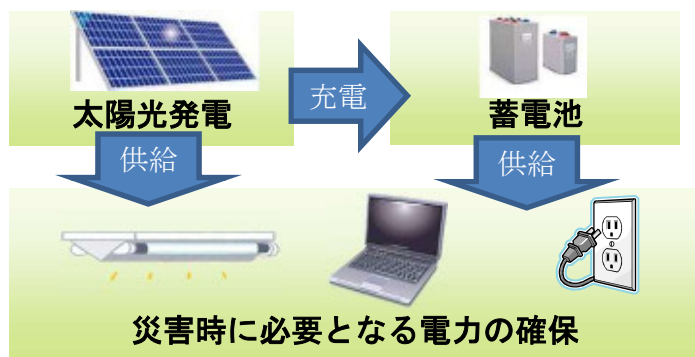 太陽光発電
充電
蓄電池
供給
供給
災害時に必要となる電力の確保